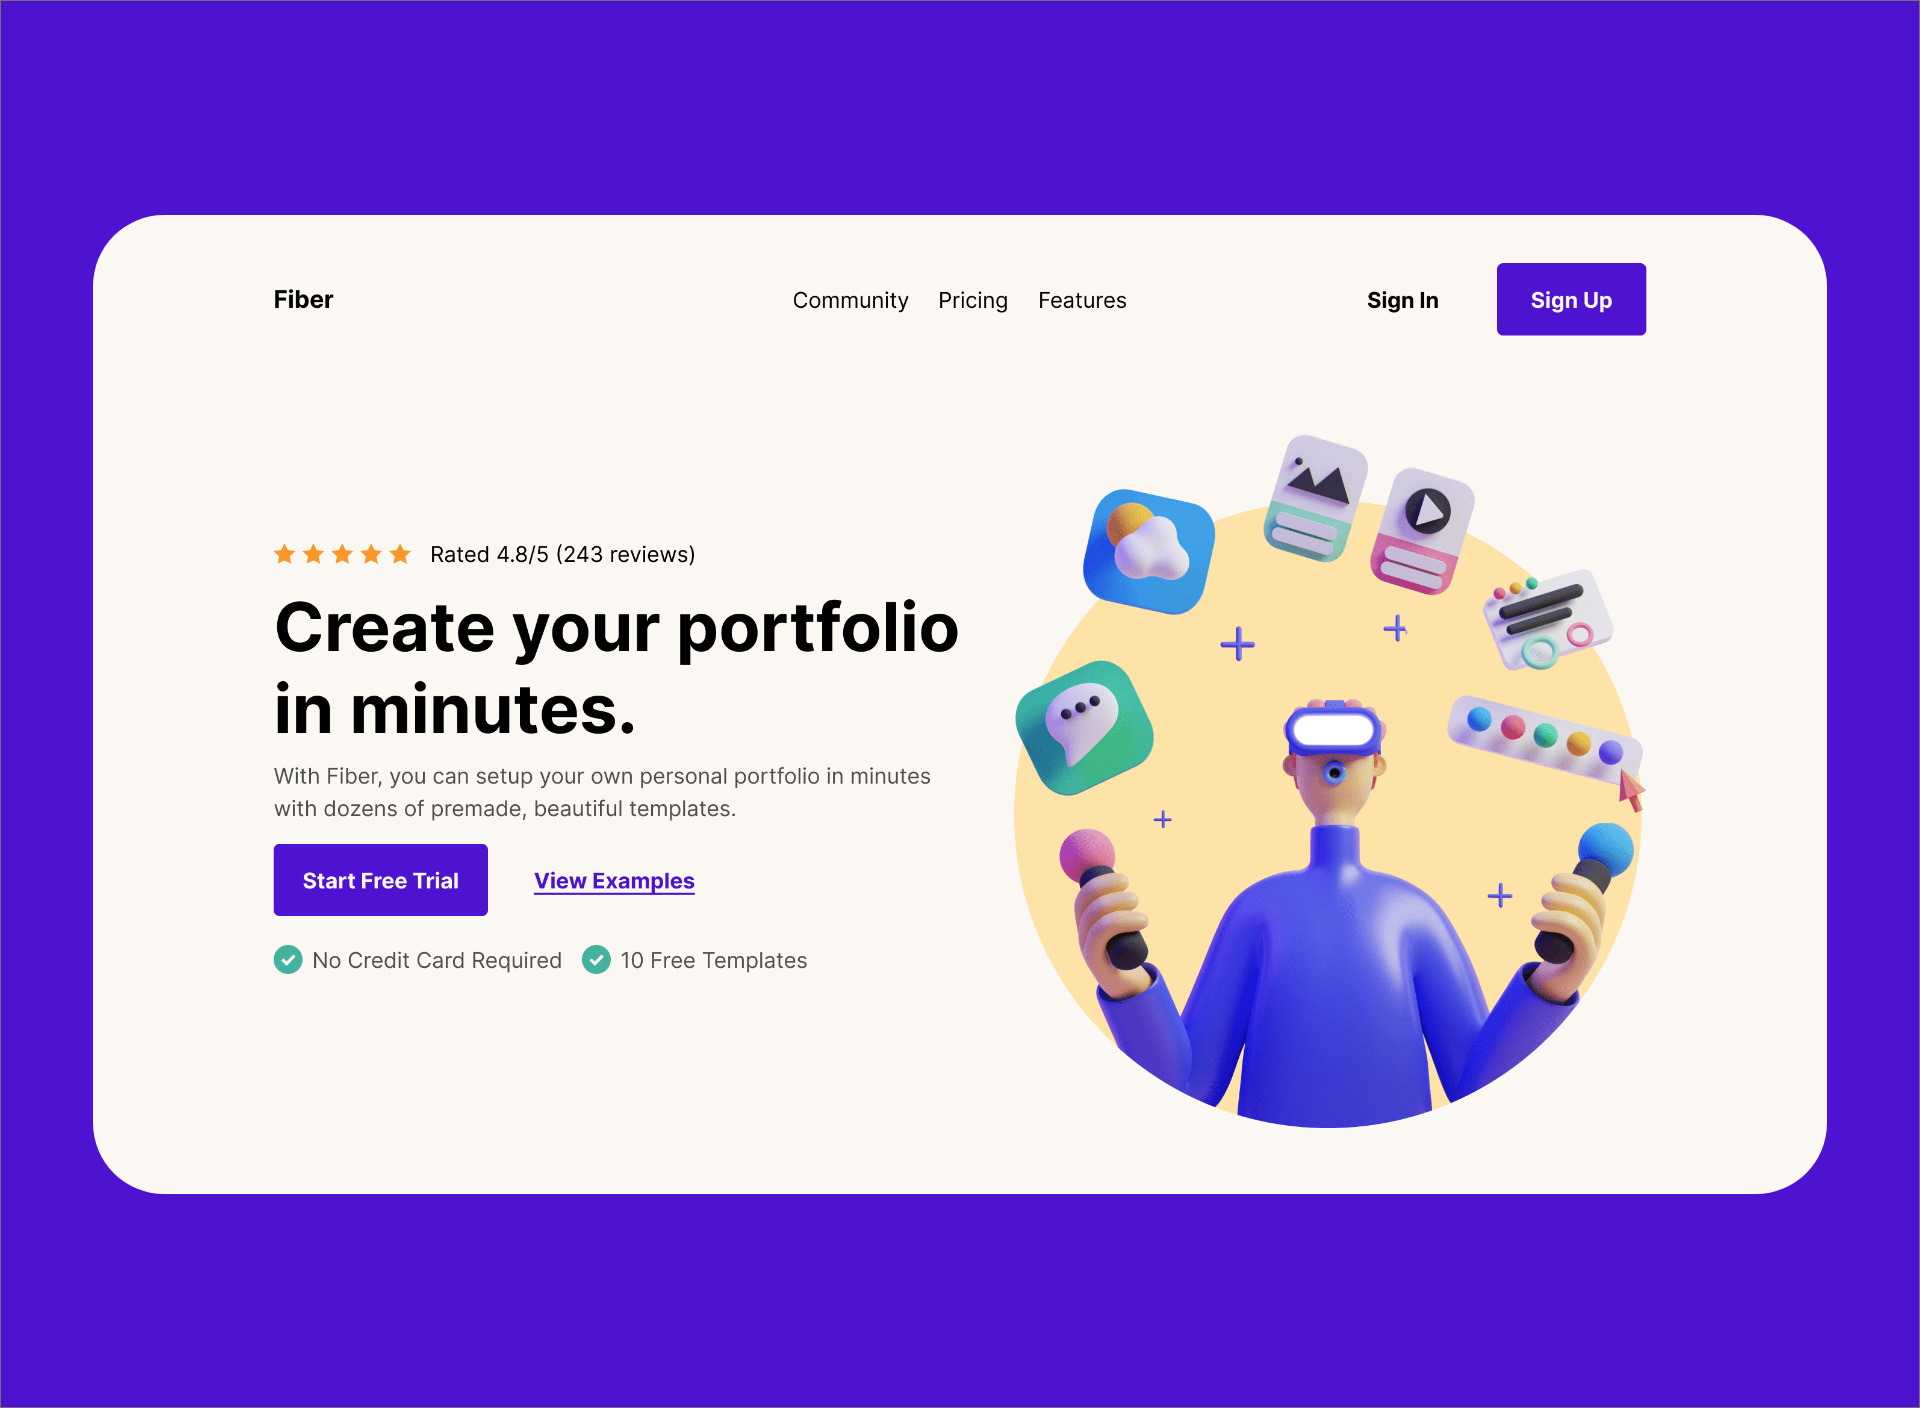 Fiber
Community Pricing Features
Sign In
Sign Up
Rated 4.8/5 (243 reviews)
Create your portfolio
in minutes.
With Fiber, you can setup your own personal portfolio in minutes
with dozens of premade, beautiful templates.
Start Free Trial
View Examples
No Credit Card Required
10 Free Templates